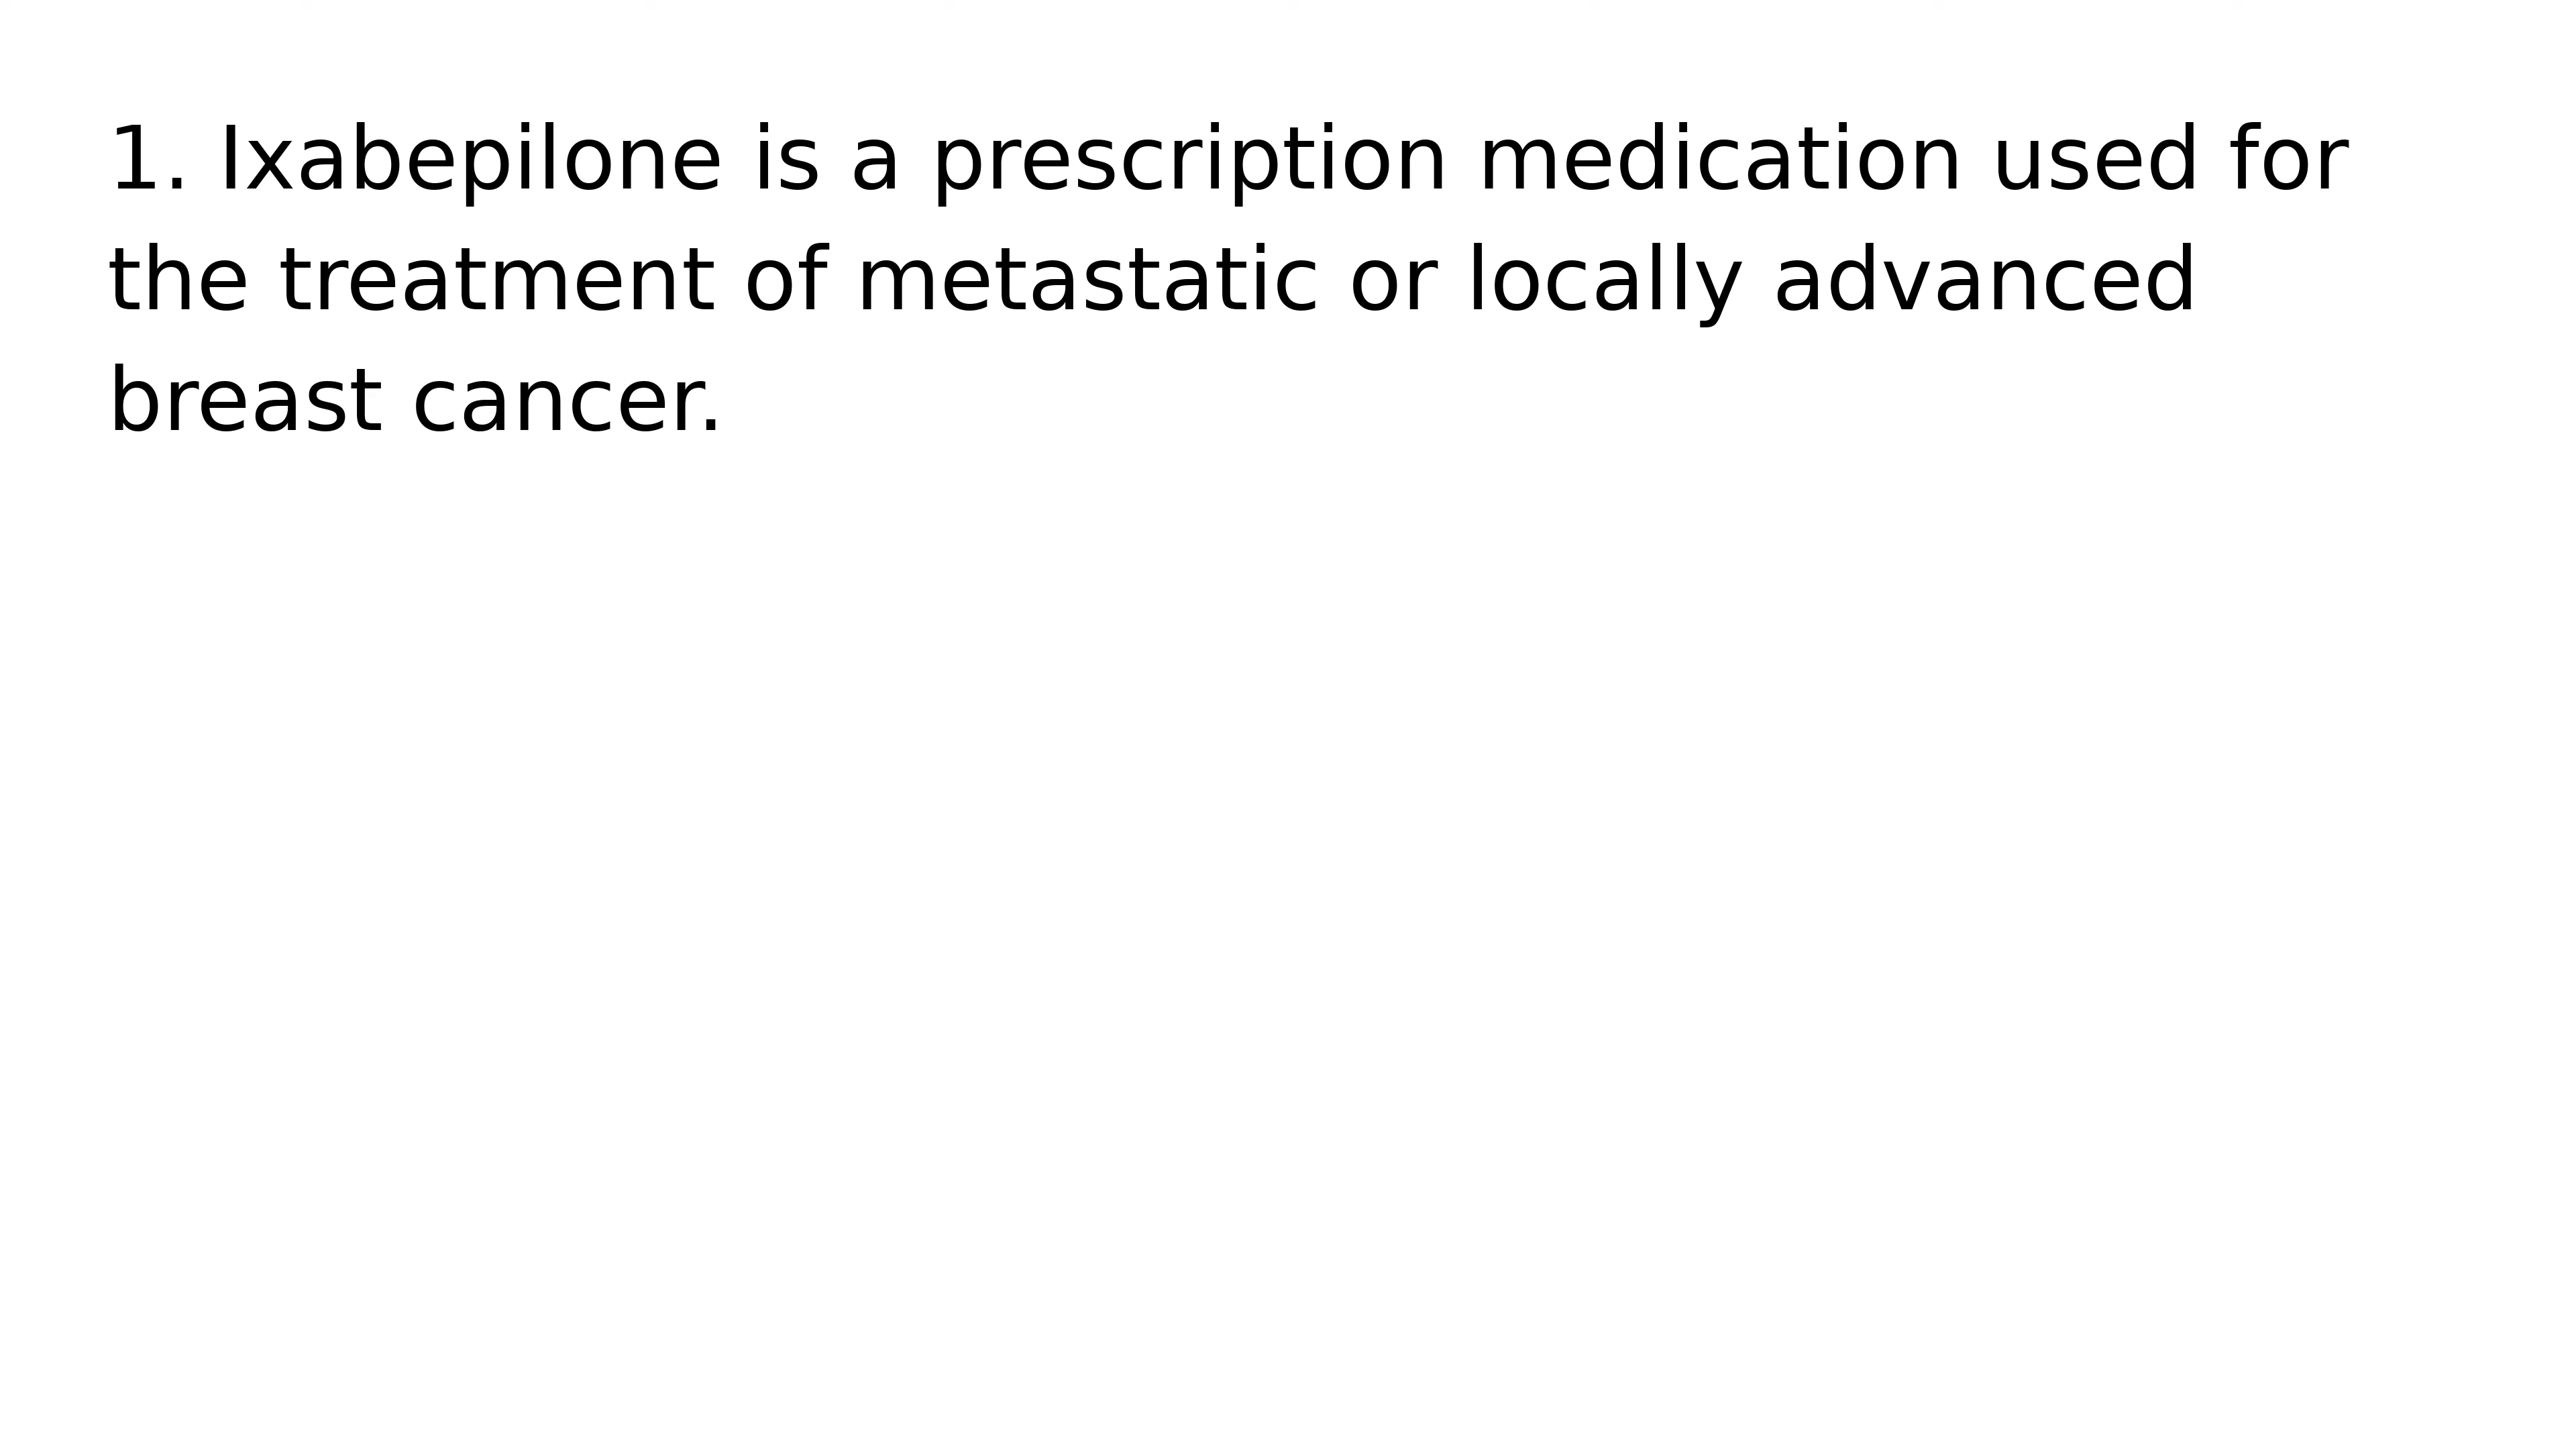 1. Ixabepilone is a prescription medication used for
the treatment of metastatic or locally advanced
breast cancer.